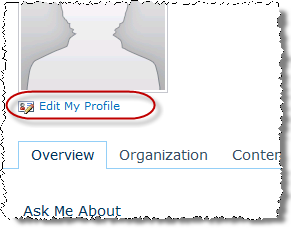 Edit My Profile
Overview Organization Conten
Ask Me About